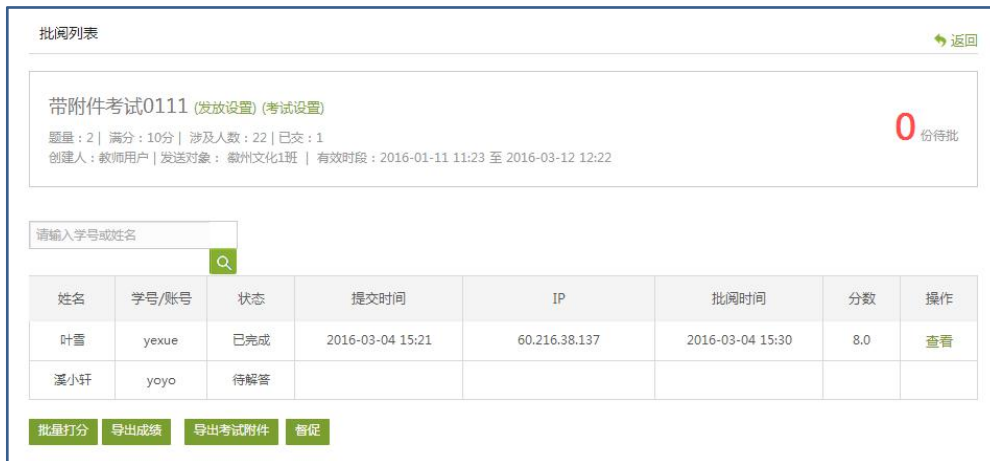 批阅列表
返回
带附件考试0111 (发放设置) (考试设置)
题量：2 | 满分：10分 | 涉及人数：22 | 已交：1
0 份待批
创建人：教师用户 | 发送对象： 徽州文化1班 | 有效时段：2016-01-11 11:23 至 2016-03-12 12:22
请输入学号或姓名
姓名 学号/账号 状态 提交时间 IP 批阅时间 分数 操作
叶雪 yexue 已完成 2016-03-04 15:21 60.216.38.137 2016-03-04 15:30 8.0 查看
溪小轩 yoyo 待解答
批量打分 导出成绩 导出考试附件 督促